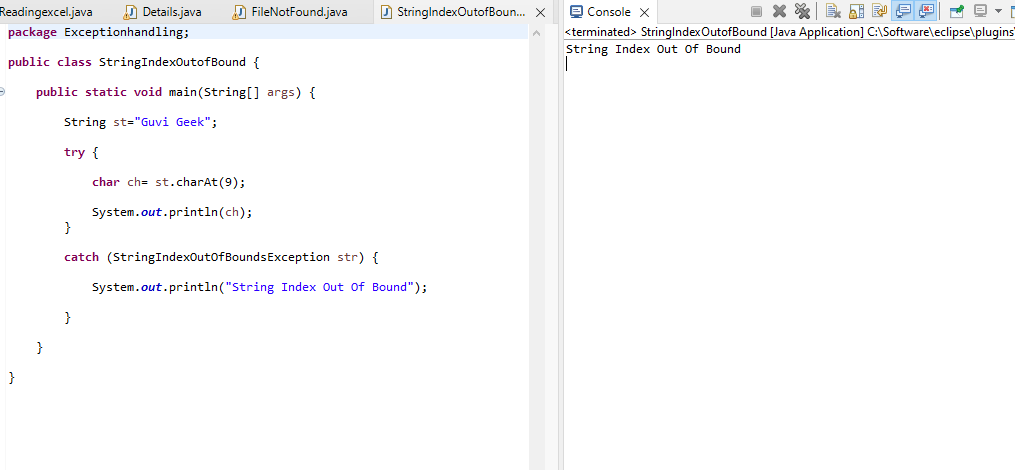 Readingexcel.java Details.java FileNotFound.java StringIndexOutofBoun...
package Exceptionhandling;
public class StringIndexOutofBound {
public static void main(String[] args) {
String st="Guvi Geek";
try {
char ch= st.charAt(9);
System.out.println(ch);
}
catch (StringIndexOutOfBoundsException str) {
System.out.println("String Index Out Of Bound");
}
}
}
Console
<terminated> StringIndexOutofBound [Java Application] C:\Software\eclipse\plugins\
String Index Out Of Bound